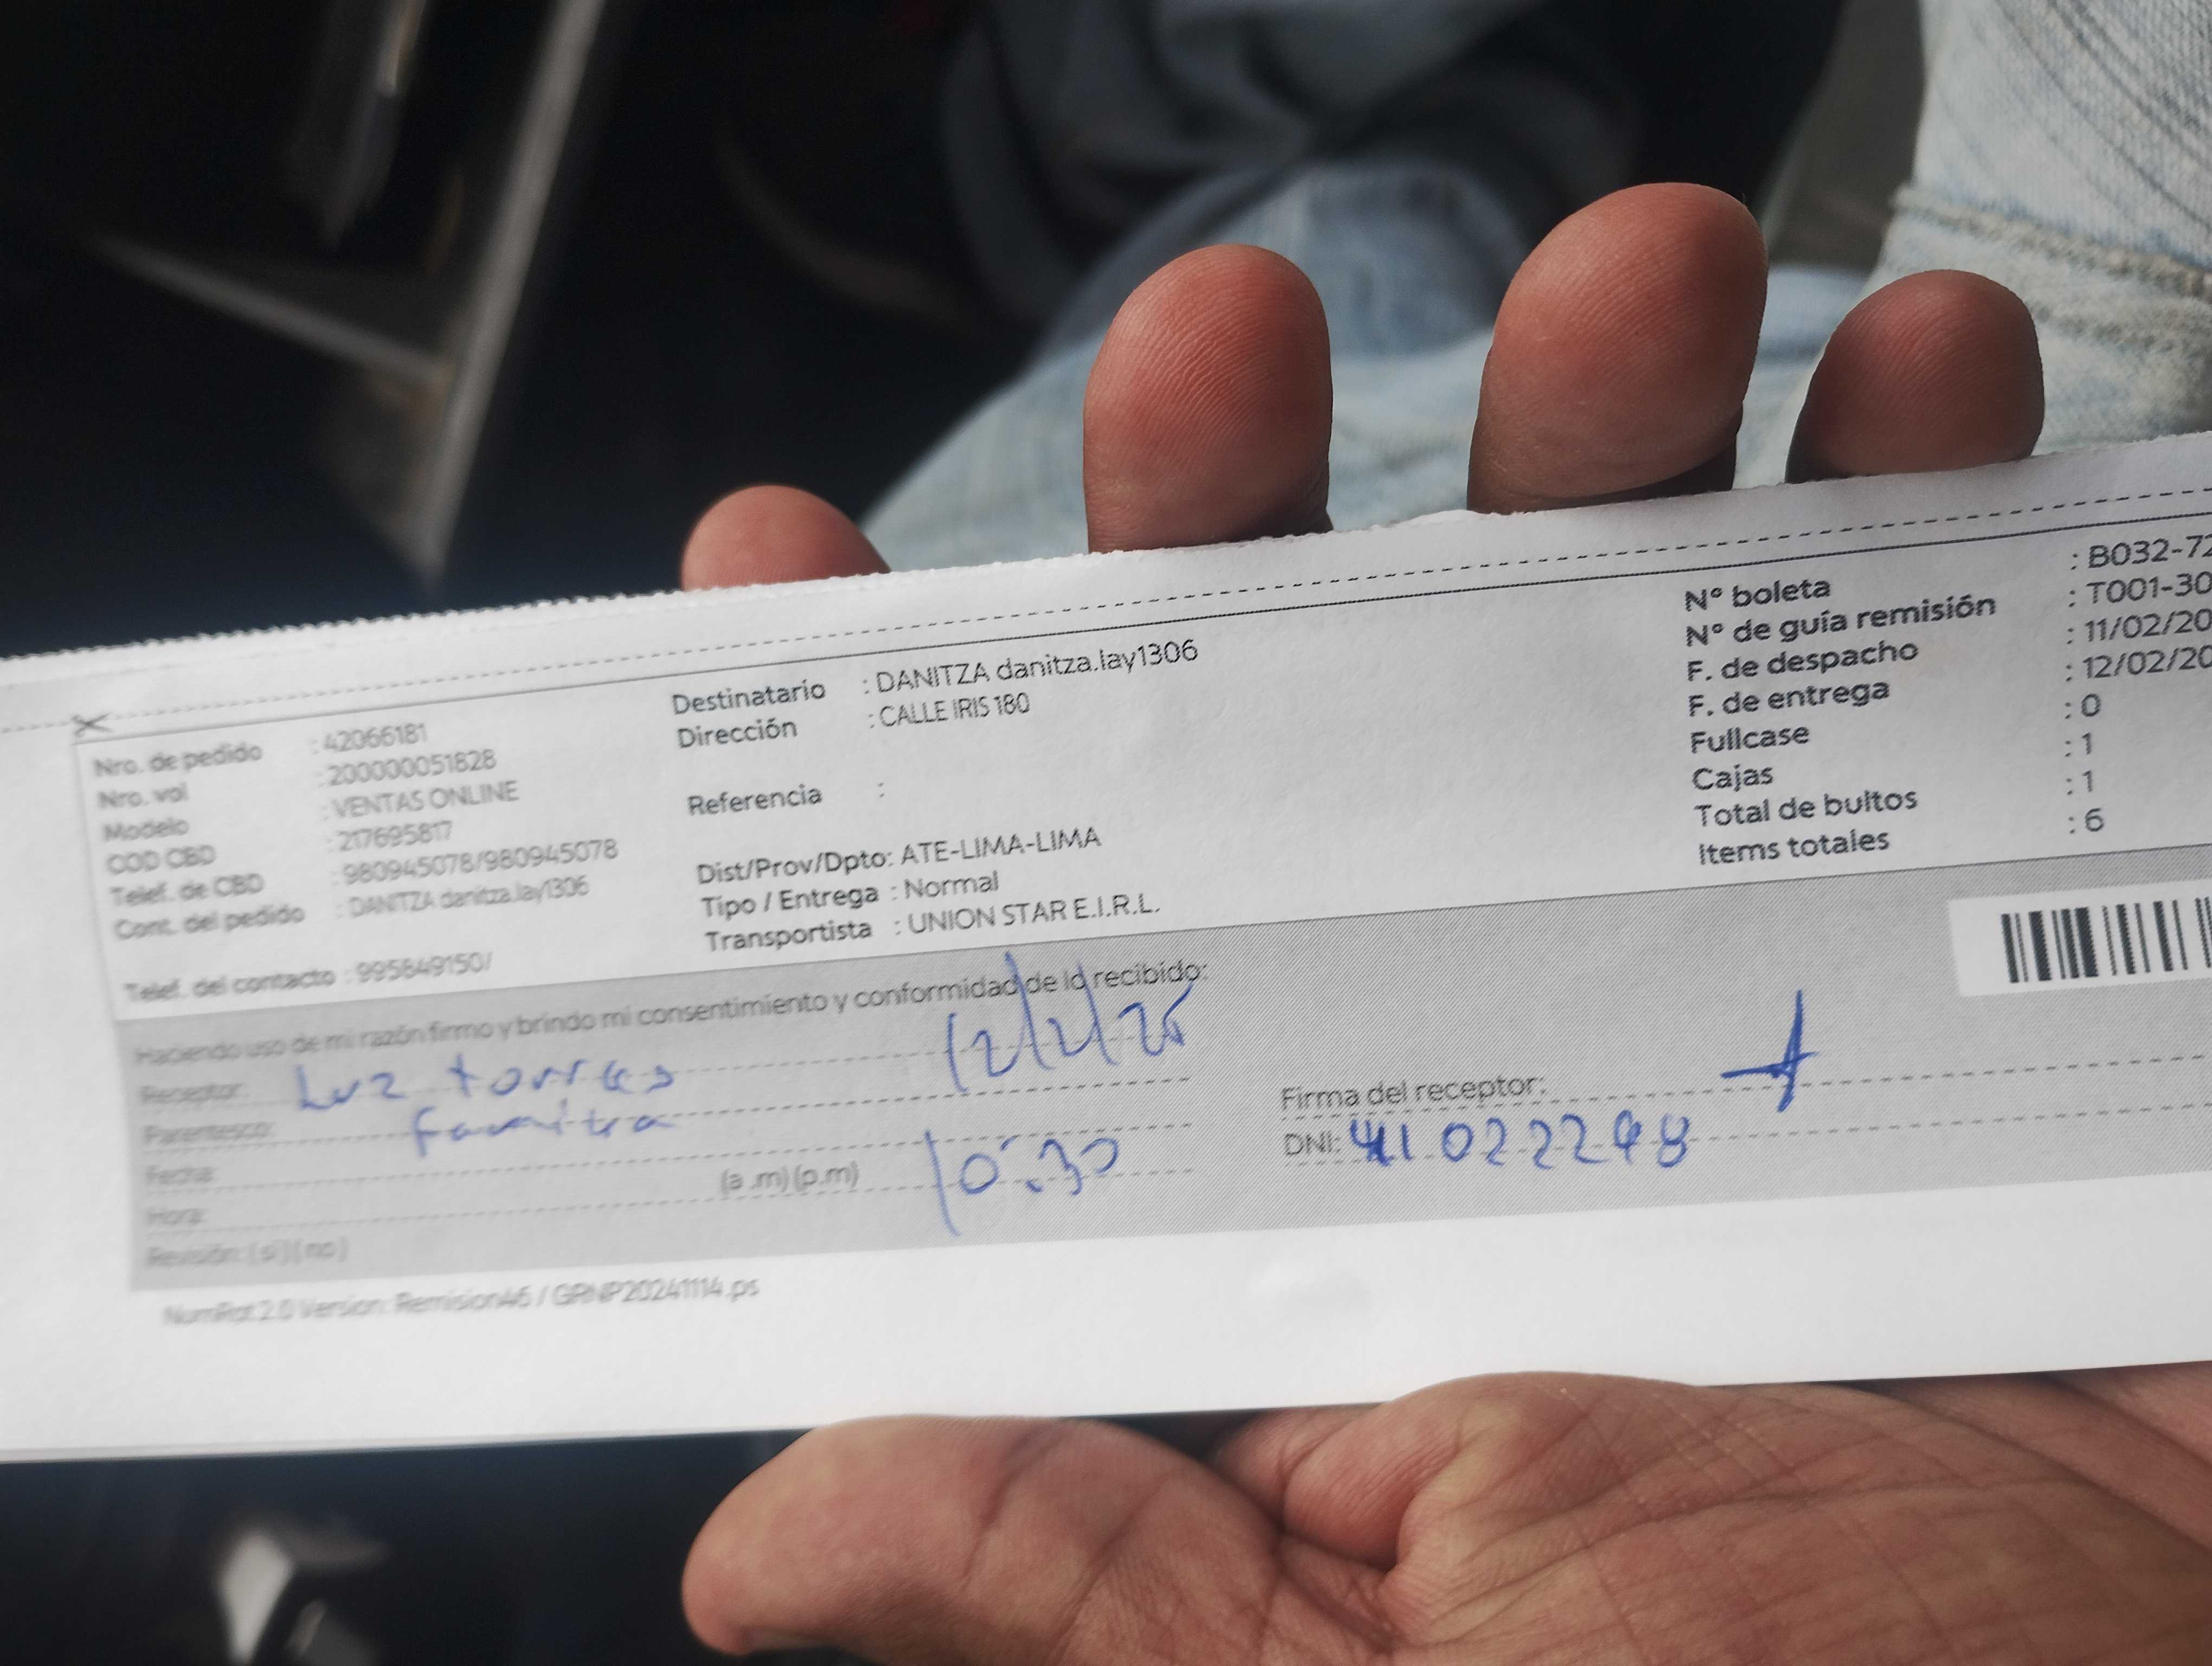 Nro. de pedido : 42066181
Nro. vol : 200000051828
Modelo : VENTAS ONLINE
COD CBD : 217695817
Telef. de CBD : 980945078/980945078
Cont. del pedido : DANITZA danitza.lay1306
Telef. del contacto : 995849150/
Destinatario : DANITZA danitza.lay1306
Dirección : CALLE IRIS 180
Referencia :
Dist/Prov/Dpto: ATE-LIMA-LIMA
Tipo / Entrega : Normal
Transportista : UNION STAR E.I.R.L.
N° boleta : B032-72
N° de guía remisión : T001-30
F. de despacho : 11/02/20
F. de entrega : 12/02/20
Fullcase : 0
Cajas : 1
Total de bultos : 1
Items totales : 6
Haciendo uso de mi razón firmo y brindo mi consentimiento y conformidad de lo recibido:
Receptor: Luz torres
Parentesco:
Fecha: 12/2/25
Hora: (a .m) (p.m) 10:30
Revisión: ( si ) ( no )
Firma del receptor:
DNI: 41022298
NumRot 2.0 Version: Remision46 / GRNP20241114.ps